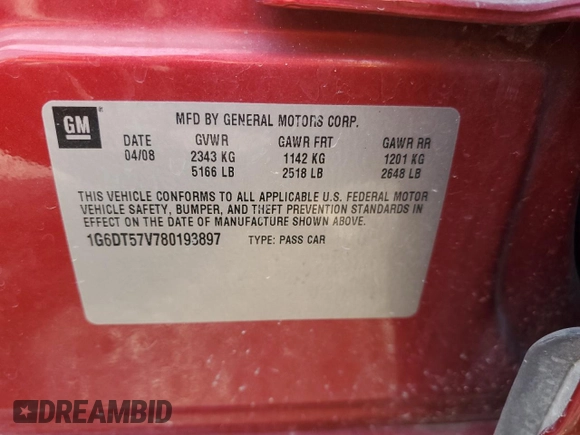 GM ®
MFD BY GENERAL MOTORS CORP.
DATE GVWR GAWR FRT GAWR RR
04/08 2343 KG 1142 KG 1201 KG
5166 LB 2518 LB 2648 LB
THIS VEHICLE CONFORMS TO ALL APPLICABLE U.S. FEDERAL MOTOR
VEHICLE SAFETY, BUMPER, AND THEFT PREVENTION STANDARDS IN
EFFECT ON THE DATE OF MANUFACTURE SHOWN ABOVE.
1G6DT57V780193897 TYPE: PASS CAR
DREAMBID